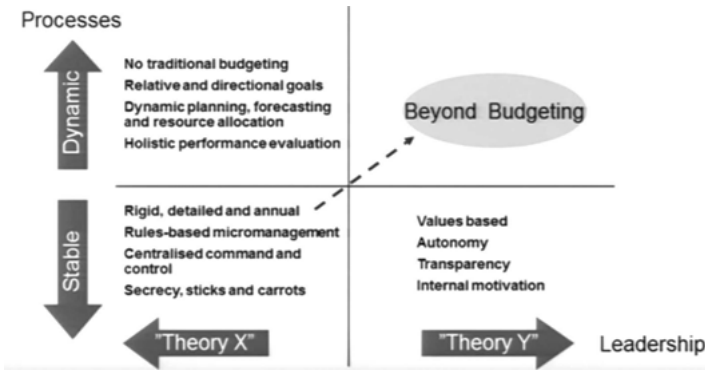 Processes
Dynamic
No traditional budgeting
Relative and directional goals
Dynamic planning, forecasting
and resource allocation
Holistic performance evaluation
Beyond Budgeting
Stable
Rigid, detailed and annual
Rules-based micromanagement
Centralised command and
control
Secrecy, sticks and carrots
Values based
Autonomy
Transparency
Internal motivation
"Theory X"
"Theory Y"
Leadership